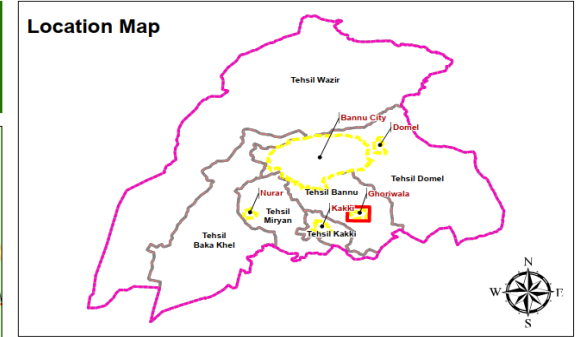 Location Map
Tehsil Wazir
Bannu City
Domel
Tehsil Domel
Nurar
Tehsil Bannu
Ghoriwala
Kakki
Tehsil
Miryan
Tehsil Kakki
Tehsil
Baka Khel
N
W
E
S